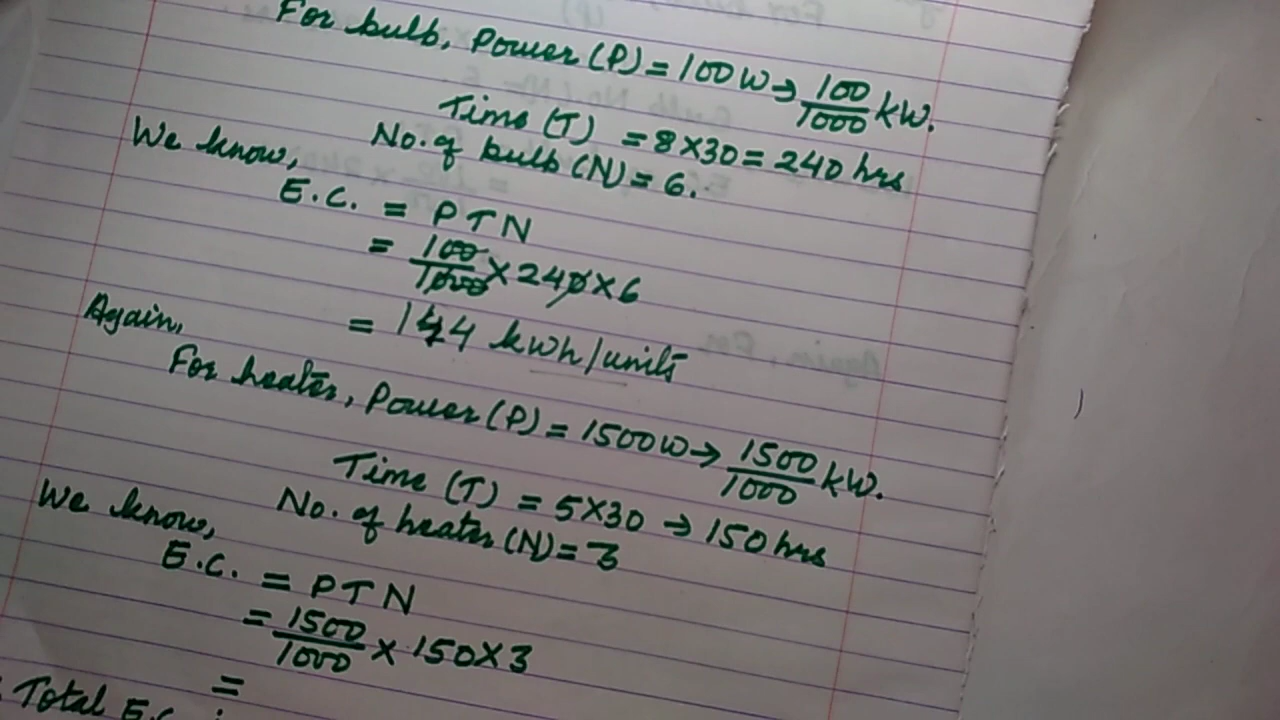 For bulb, Power (P) = 100W → 100/1000 kW.
Time (T) = 8×30 = 240 hrs
No. of bulb (N) = 6.
We know,
E.C. = PTN
= 100/1000 × 240 × 6
= 144 kwh/units
Again,
For heater, Power (P) = 1500W → 1500/1000 kW.
Time (T) = 5×30 → 150 hrs
No. of heater (N) = 3
We know,
E.C. = PTN
= 1500/1000 × 150 × 3
=
Total E.C.